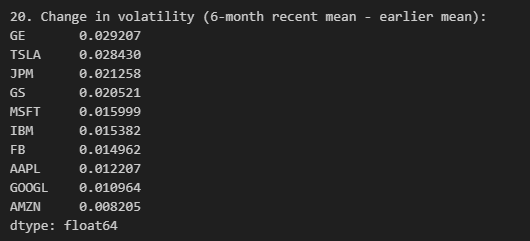 20. Change in volatility (6-month recent mean - earlier mean):
GE 0.029207
TSLA 0.028430
JPM 0.021258
GS 0.020521
MSFT 0.015999
IBM 0.015382
FB 0.014962
AAPL 0.012207
GOOGL 0.010964
AMZN 0.008205
dtype: float64